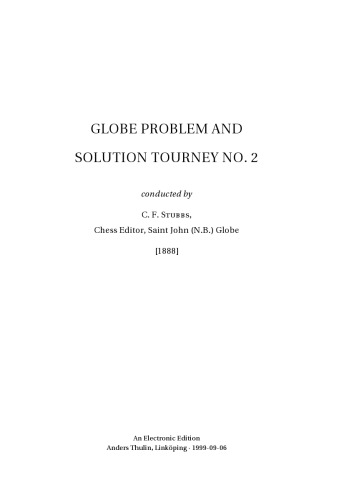 GLOBE PROBLEM AND
SOLUTION TOURNEY NO. 2
conducted by
C. F. Stubbs,
Chess Editor, Saint John (N.B.) Globe
[1888]
An Electronic Edition
Anders Thulin, Linköping · 1999-09-06